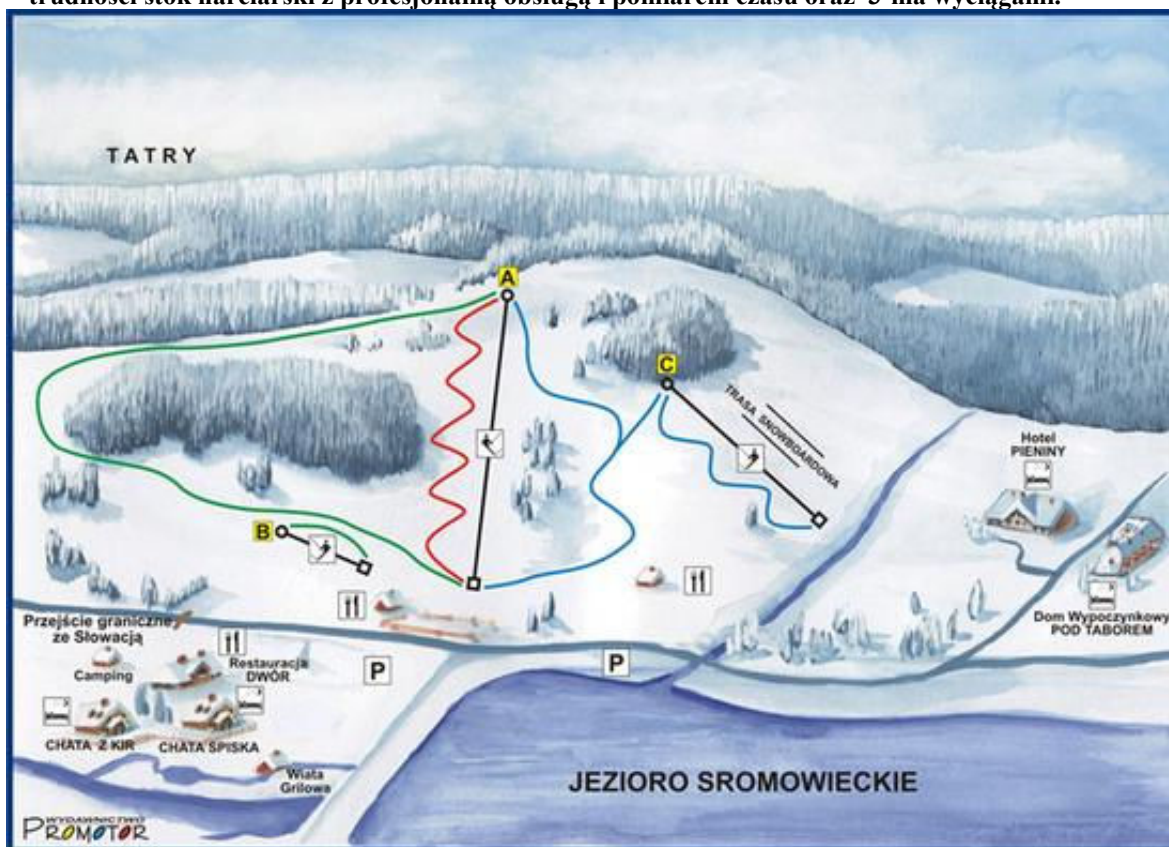 trudności stok narciarski z profesjonalną obsługą i pomiarem czasu oraz 3-ma wyciągami.
TATRY
A
C
TRASA SNOWBOARDOWA
Hotel
PIENINY
B
Przejście graniczne
ze Słowacją
Dom Wypoczynkowy
POD TABOREM
Camping
Restauracja
DWÓR
P
P
CHATA Z KIR
CHATA SPISKA
Wiata
Grilowa
JEZIORO SROMOWIECKIE
WYDAWNICTWO
PROMOTOR